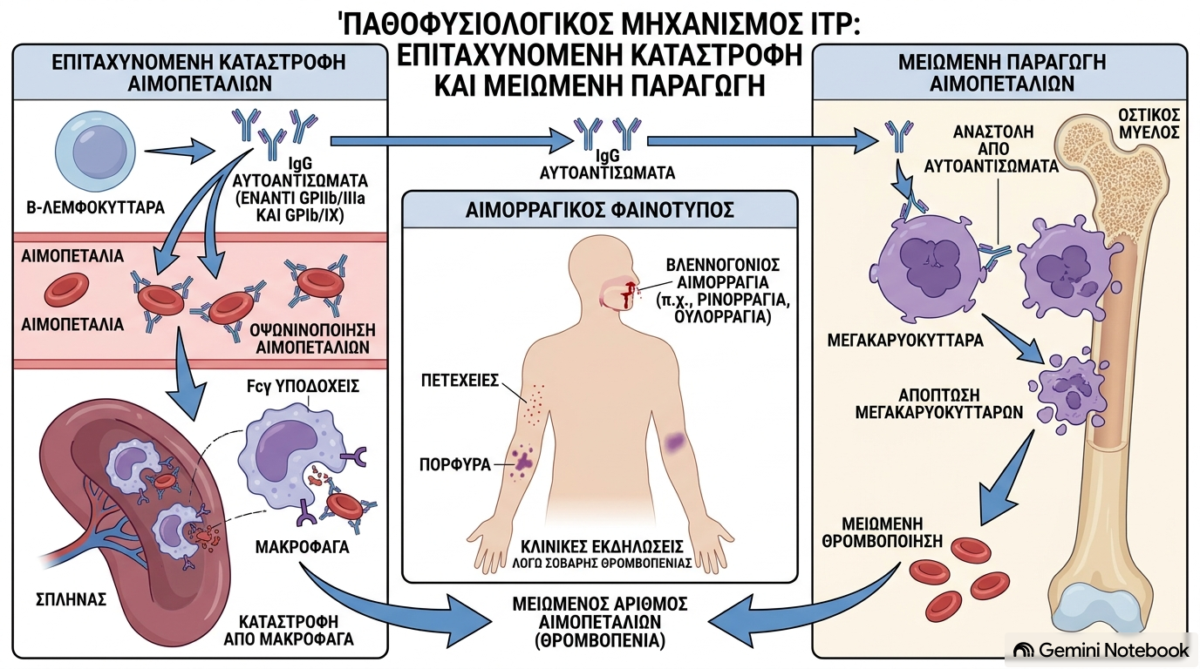 'ΠΑΘΟΦΥΣΙΟΛΟΓΙΚΟΣ ΜΗΧΑΝΙΣΜΟΣ ITP:
ΕΠΙΤΑΧΥΝΟΜΕΝΗ ΚΑΤΑΣΤΡΟΦΗ
ΚΑΙ ΜΕΙΩΜΕΝΗ ΠΑΡΑΓΩΓΗ
ΕΠΙΤΑΧΥΝΟΜΕΝΗ ΚΑΤΑΣΤΡΟΦΗ
ΑΙΜΟΠΕΤΑΛΙΩΝ
Β-ΛΕΜΦΟΚΥΤΤΑΡΑ
IgG
ΑΥΤΟΑΝΤΙΣΩΜΑΤΑ
(ΕΝΑΝΤΙ GPIIb/IIIa
ΚΑΙ GPIb/IX)
ΑΙΜΟΠΕΤΑΛΙΑ
ΑΙΜΟΠΕΤΑΛΙΑ
ΟΨΩΝΙΝΟΠΟΙΗΣΗ
ΑΙΜΟΠΕΤΑΛΙΩΝ
Fcγ ΥΠΟΔΟΧΕΙΣ
ΜΑΚΡΟΦΑΓΑ
ΣΠΛΗΝΑΣ
ΚΑΤΑΣΤΡΟΦΗ
ΑΠΟ ΜΑΚΡΟΦΑΓΑ
IgG
ΑΥΤΟΑΝΤΙΣΩΜΑΤΑ
ΑΙΜΟΡΡΑΓΙΚΟΣ ΦΑΙΝΟΤΥΠΟΣ
ΒΛΕΝΝΟΓΟΝΙΟΣ
ΑΙΜΟΡΡΑΓΙΑ
(π.χ., ΡΙΝΟΡΡΑΓΙΑ,
ΟΥΛΟΡΡΑΓΙΑ)
ΠΕΤΕΧΕΙΕΣ
ΠΟΡΦΥΡΑ
ΚΛΙΝΙΚΕΣ ΕΚΔΗΛΩΣΕΙΣ
ΛΟΓΩ ΣΟΒΑΡΗΣ ΘΡΟΜΒΟΠΕΝΙΑΣ
ΜΕΙΩΜΕΝΟΣ ΑΡΙΘΜΟΣ
ΑΙΜΟΠΕΤΑΛΙΩΝ
(ΘΡΟΜΒΟΠΕΝΙΑ)
ΜΕΙΩΜΕΝΗ ΠΑΡΑΓΩΓΗ
ΑΙΜΟΠΕΤΑΛΙΩΝ
ΟΣΤΙΚΟΣ
ΜΥΕΛΟΣ
ΑΝΑΣΤΟΛΗ
ΑΠΟ
ΑΥΤΟΑΝΤΙΣΩΜΑΤΑ
ΜΕΓΑΚΑΡΥΟΚΥΤΤΑΡΑ
ΑΠΟΠΤΩΣΗ
ΜΕΓΑΚΑΡΥΟΚΥΤΤΑΡΩΝ
ΜΕΙΩΜΕΝΗ
ΘΡΟΜΒΟΠΟΙΗΣΗ
Gemini Notebook